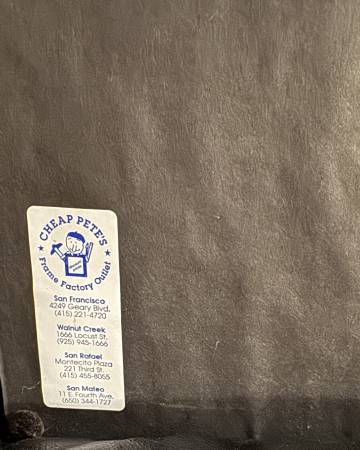 CHEAP PETE'S
Frame Factory Outlet
San Francisco
4249 Geary Blvd.
(415) 221-4720
Walnut Creek
1666 Locust St.
(925) 945-1666
San Rafael
Montecito Plaza
221 Third St.
(415) 455-8055
San Mateo
11 E. Fourth Ave.
(650) 344-1727